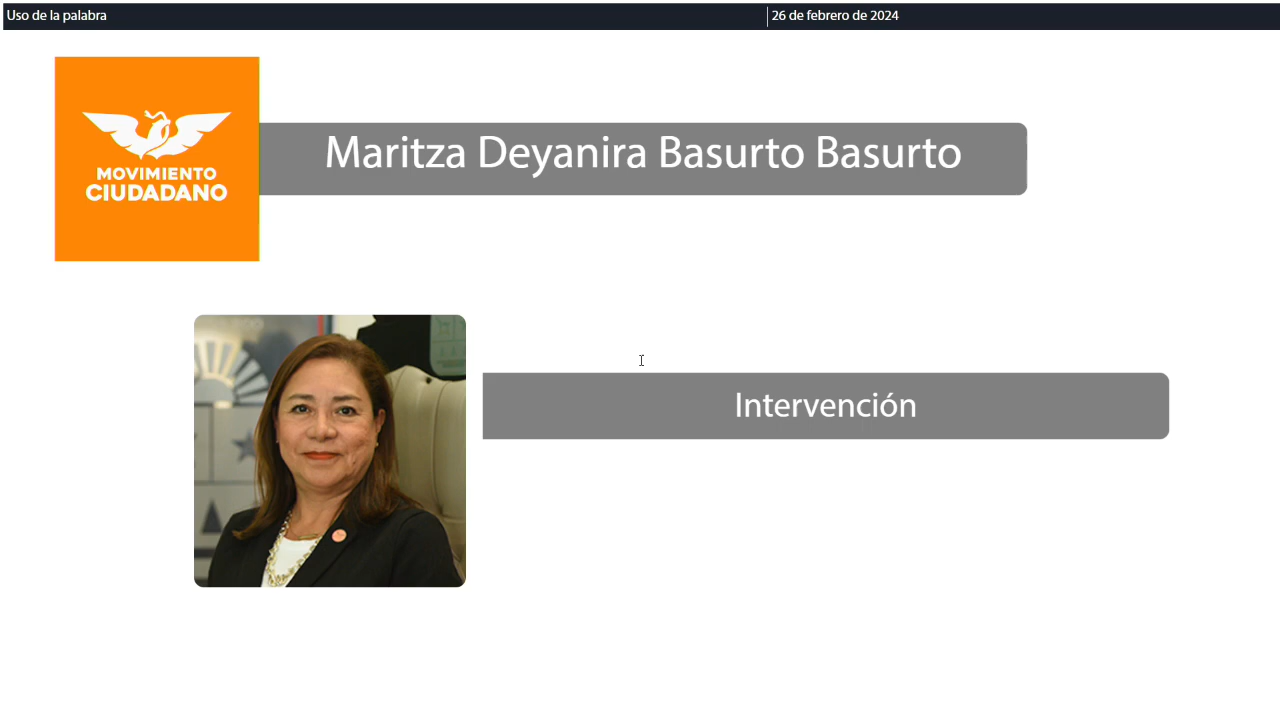 Uso de la palabra
26 de febrero de 2024
MOVIMIENTO
CIUDADANO
Maritza Deyanira Basurto Basurto
Intervención